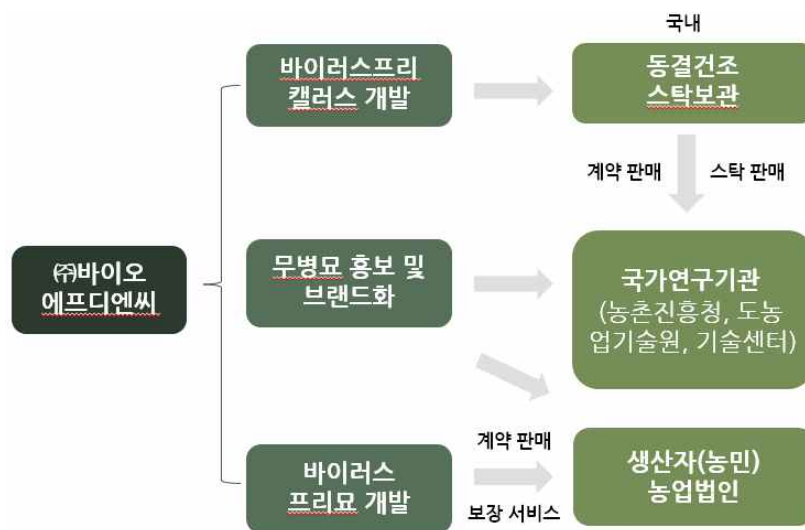 국내
바이러스프리
캘러스 개발
동결건조
스탁보관
계약 판매
스탁 판매
㈜바이오
에프디엔씨
무병묘 홍보 및
브랜드화
국가연구기관
(농촌진흥청, 도농
업기술원, 기술센터)
바이러스
프리묘 개발
계약 판매
보장 서비스
생산자(농민)
농업법인